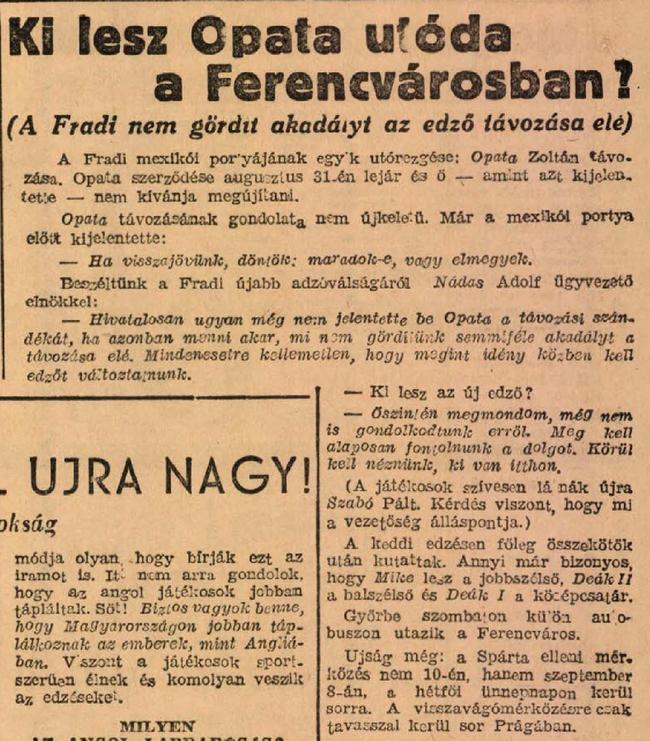 Ki lesz Opata utóda
a Ferencvárosban?
(A Fradi nem gördít akadályt az edző távozása elé)
A Fradi mexikói portyájának egyik utórezgése: Opata Zoltán távo-
zása. Opata szerződése augusztus 31-én lejár és ő — amint azt kijelen-
tette — nem kívánja megújítani.
Opata távozásának gondolata nem újkeletű. Már a mexikói portya
előtt kijelentette:
— Ha visszajövünk, döntök: maradok-e, vagy elmegyek.
Beszéltünk a Fradi újabb adzóválságáról Nádas Adolf ügyvezető
elnökkel:
— Hivatalosan ugyan még nem jelentette be Opata a távozási szán-
dékát, ha azonban menni akar, mi nem gördítünk semmiféle akadályt a
távozása elé. Mindenesetre kellemetlen, hogy megint idény közben kell
edzőt változtatnunk.
— Ki lesz az új edző?
— Őszintén megmondom, még nem
is gondolkodtunk erről. Meg kell
alaposan fontolnunk a dolgot. Körül
kell néznünk, ki van itthon.
(A játékosok szívesen látnák újra
Szabó Pált. Kérdés viszont, hogy mi
a vezetőség álláspontja.)
A keddi edzésen főleg összekötők
után kutattak. Annyi már bizonyos,
hogy Mike lesz a jobbszélső, Deák II
a balszélső és Deák I a középcsatár.
Győrbe szombaton külön auto-
buszon utazik a Ferencváros.
Ujság még: a Spárta elleni mér-
kőzés nem 10-én, hanem szeptember
8-án, a hétfői ünnepnapon kerül
sorra. A visszavágómérkőzésre csak
tavasszal kerül sor Prágában.
UJRA NAGY!
okság
módja olyan, hogy bírják ezt az
iramot is. Itt nem arra gondolok,
hogy az angol játékosok jobban
tápláltak. Sőt! Biztos vagyok benne,
hogy Magyarországon jobban táp-
lálkoznak az emberek, mint Angliá-
ban. Viszont a játékosok sport-
szerűen élnek és komolyan veszik
az edzéseket.
MILYEN
AZ ANGOL LABDARUGÁS?